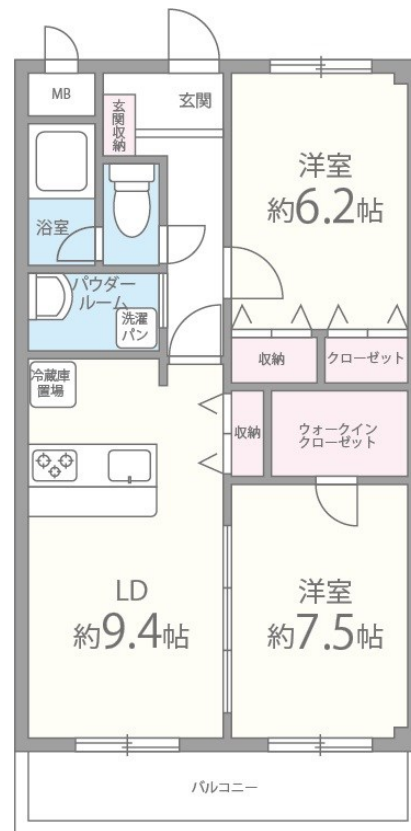 MB
玄関
玄関
収納
洋室
約6.2帖
浴室
パウダー
ルーム
洗濯
パン
収納
クローゼット
冷蔵庫
置場
収納
ウォークイン
クローゼット
LD
約9.4帖
洋室
約7.5帖
バルコニー